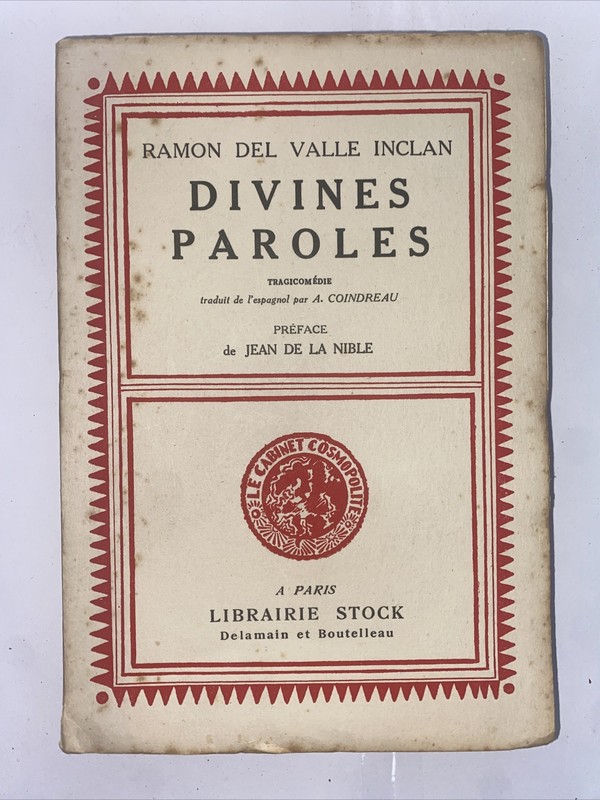 RAMON DEL VALLE INCLAN
DIVINES
PAROLES
TRAGICOMÉDIE
traduit de l'espagnol par A. COINDREAU
PRÉFACE
de JEAN DE LA NIBLE
LE CABINET COSMOPOLITE
A PARIS
LIBRAIRIE STOCK
Delamain et Boutelleau